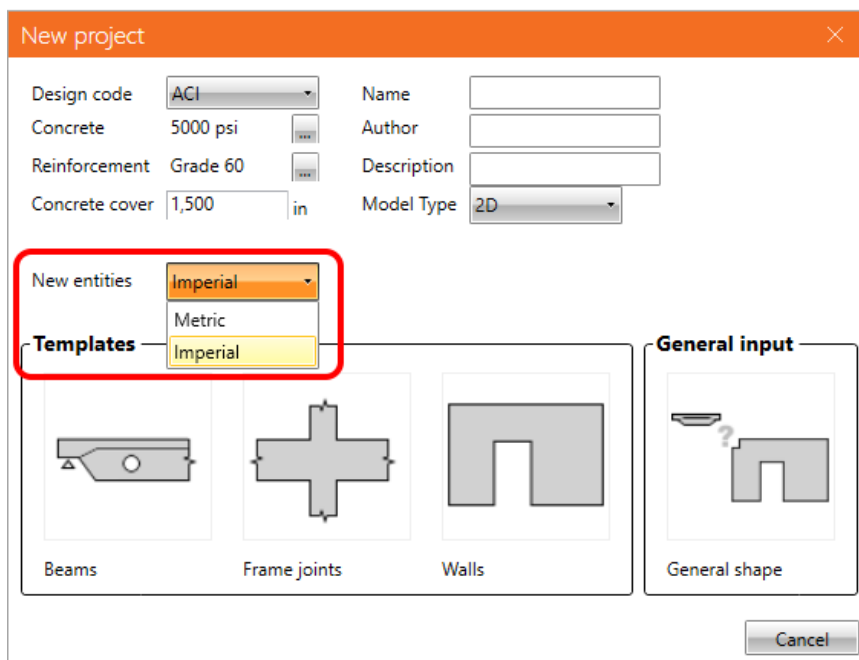 New project
Design code ACI Name
Concrete 5000 psi ... Author
Reinforcement Grade 60 ... Description
Concrete cover 1,500 in Model Type 2D
New entities Imperial
Metric
Imperial
Templates General input
?
Beams Frame joints Walls General shape
Cancel